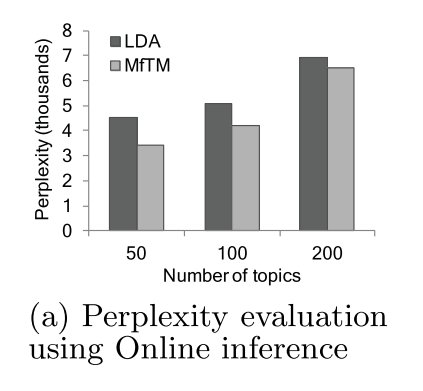 8
7
6
5
4
3
2
1
0
Perplexity (thousands)
LDA
MfTM
50 100 200
Number of topics
(a) Perplexity evaluation
using Online inference